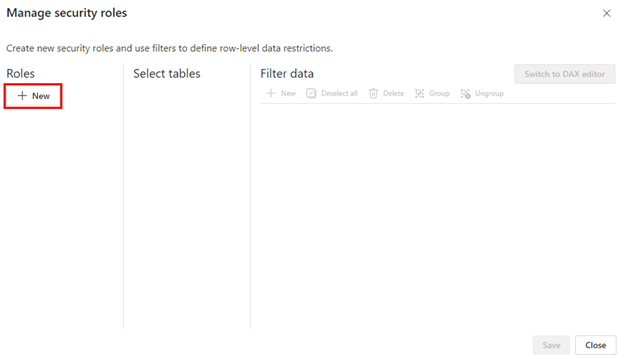 Manage security roles
Create new security roles and use filters to define row-level data restrictions.
Roles
Select tables
Filter data
Switch to DAX editor
New
New
Deselect all
Delete
Group
Ungroup
Save
Close